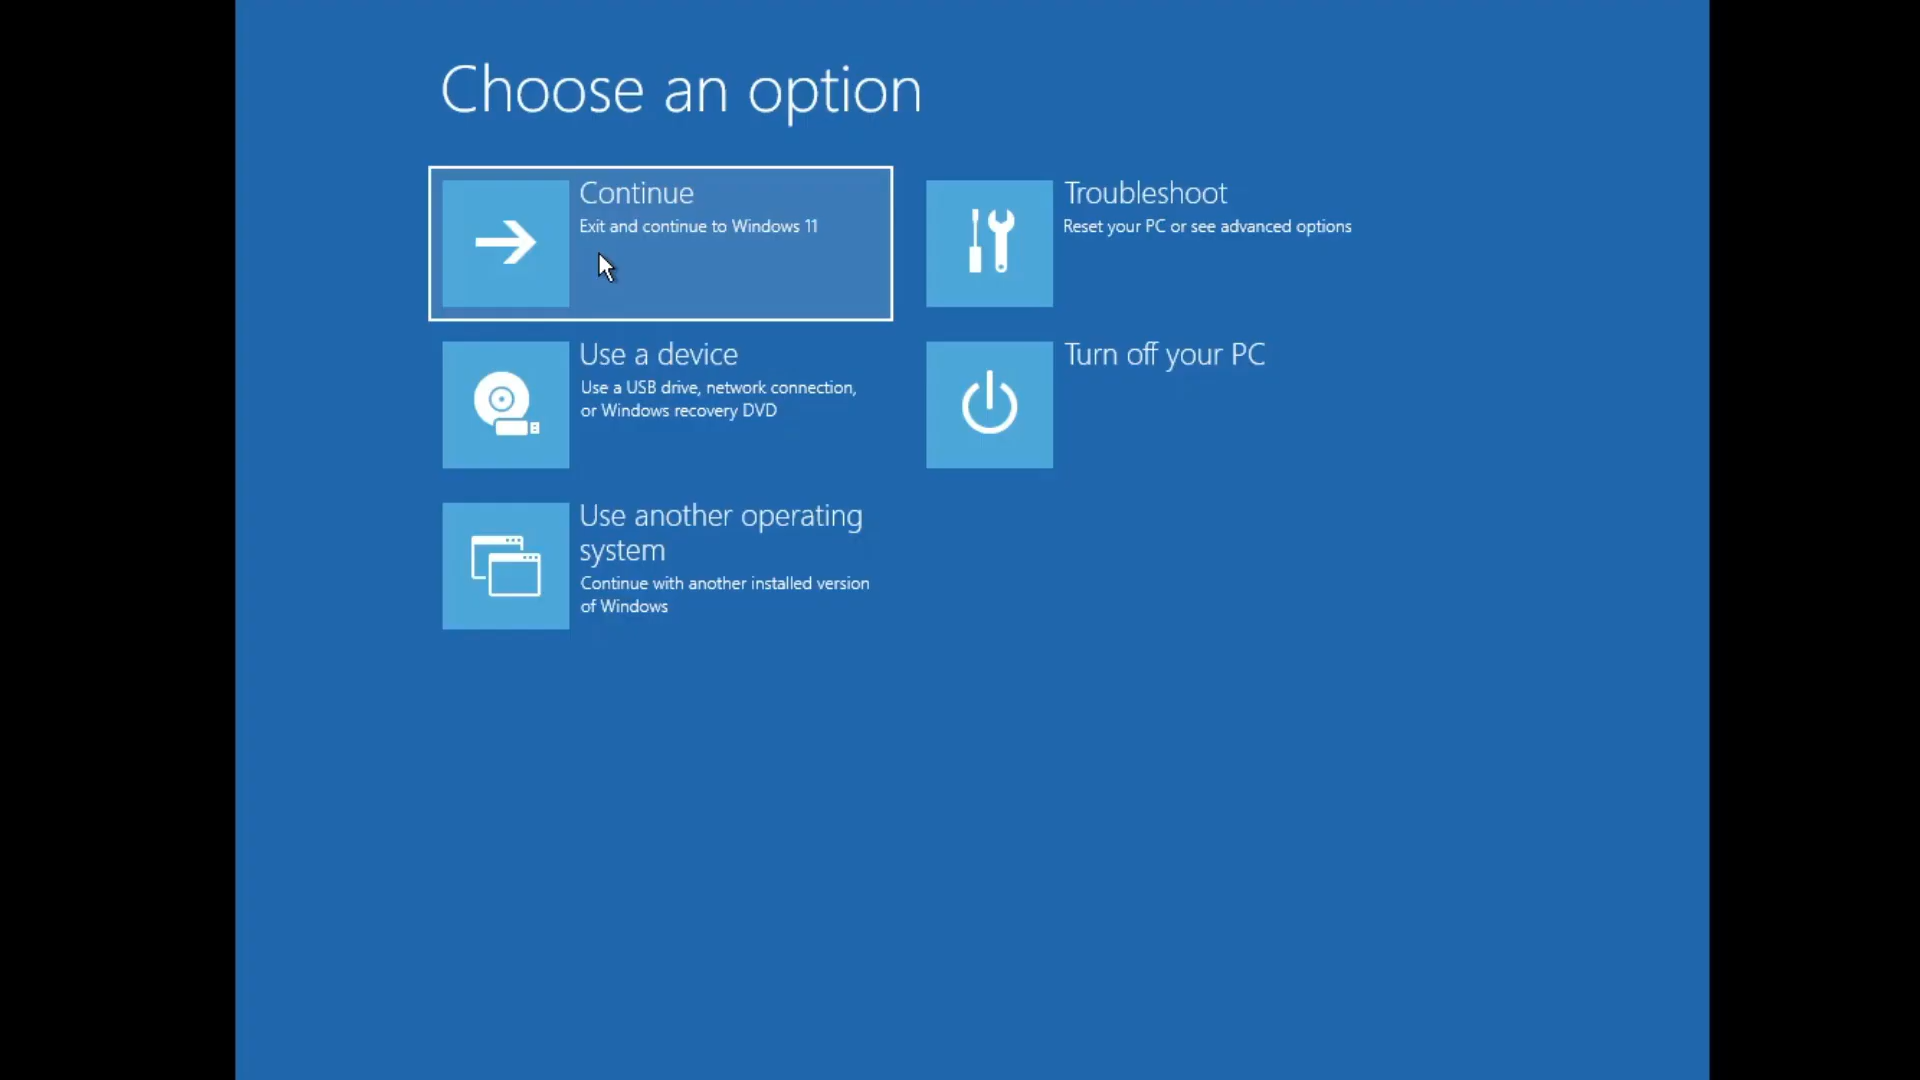 Choose an option
Continue
Exit and continue to Windows 11
Troubleshoot
Reset your PC or see advanced options
Use a device
Use a USB drive, network connection,
or Windows recovery DVD
Turn off your PC
Use another operating
system
Continue with another installed version
of Windows